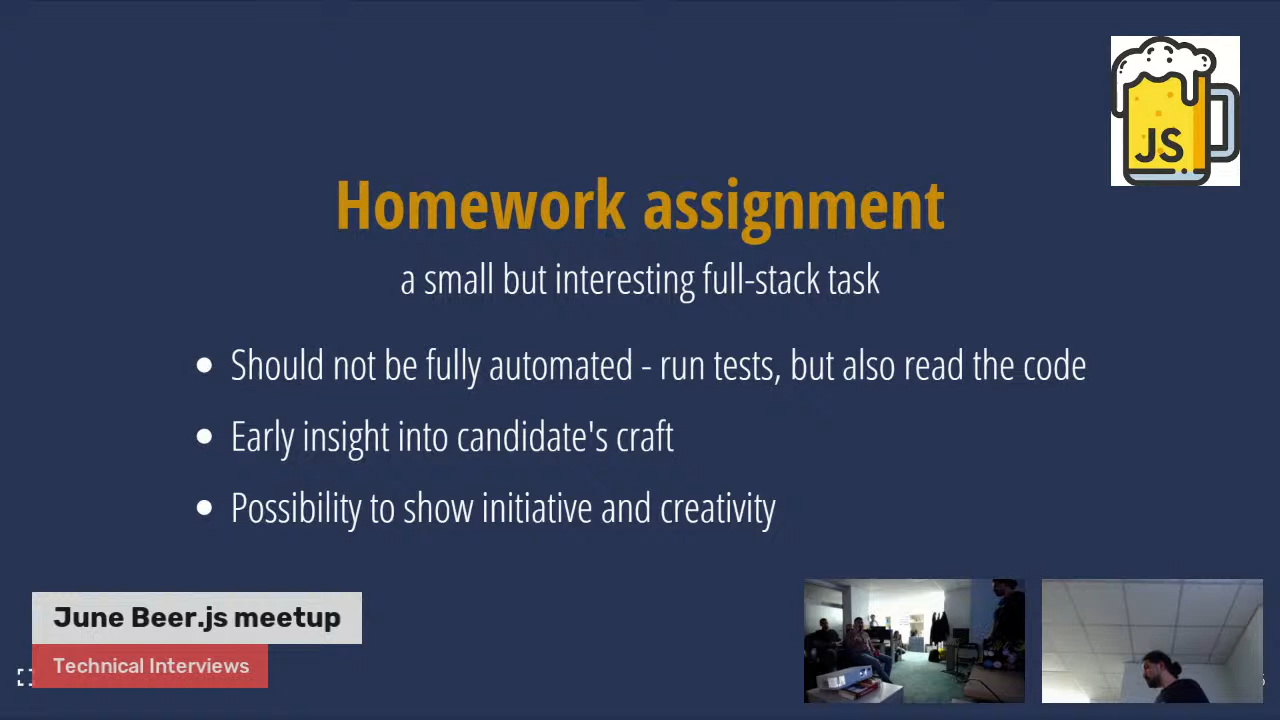 JS
Homework assignment
a small but interesting full-stack task
Should not be fully automated - run tests, but also read the code
Early insight into candidate's craft
Possibility to show initiative and creativity
June Beer.js meetup
Technical Interviews